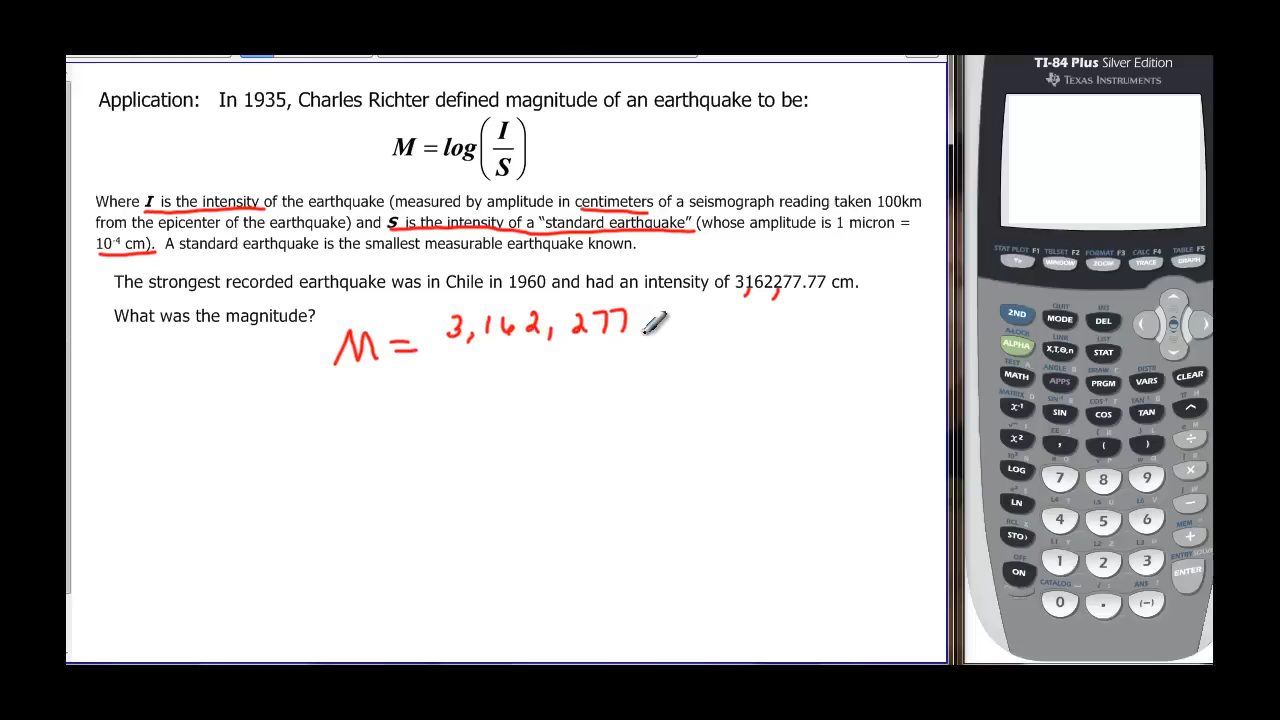 Application: In 1935, Charles Richter defined magnitude of an earthquake to be:
M = log(I/S)
Where I is the intensity of the earthquake (measured by amplitude in centimeters of a seismograph reading taken 100km
from the epicenter of the earthquake) and S is the intensity of a “standard earthquake” (whose amplitude is 1 micron =
10⁻⁴ cm). A standard earthquake is the smallest measurable earthquake known.
The strongest recorded earthquake was in Chile in 1960 and had an intensity of 3162277.77 cm.
What was the magnitude?
M = 3,162,277
TI-84 Plus Silver Edition
TEXAS INSTRUMENTS
STAT PLOT F1 TBLSET F2 FORMAT F3 CALC F4 TABLE F5
Y= WINDOW ZOOM TRACE GRAPH
QUIT INS
2ND MODE DEL
A-LOCK LINK LIST
ALPHA X,T,Θ,n STAT
TEST A ANGLE B DRAW C DISTR
MATH APPS PRGM VARS CLEAR
MATRIX D SIN⁻¹ E COS⁻¹ F TAN⁻¹ G π H
x⁻¹ SIN COS TAN ^
x² , ( ) ÷
LOG 7 8 9 ×
LN 4 5 6 −
RCL X L1 Y L2 Z L3 MEM "
STO› 1 2 3 +
OFF CATALOG ANS ? ENTRY SOLVE
ON 0 . (−) ENTER